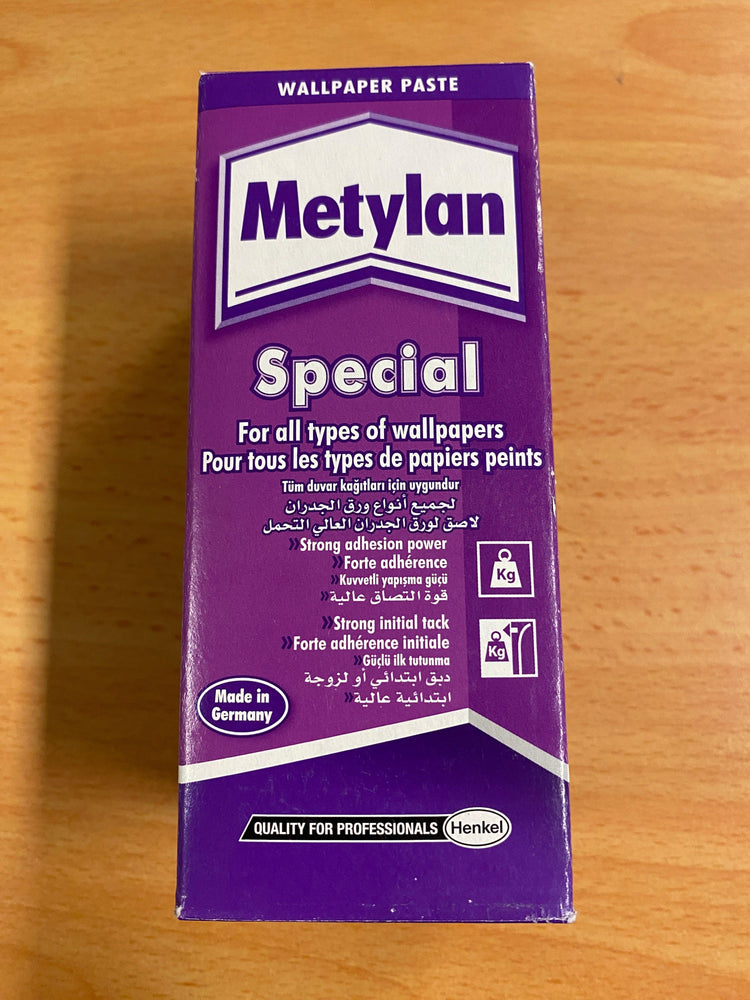 WALLPAPER PASTE
Metylan
Special
For all types of wallpapers
Pour tous les types de papiers peints
Tüm duvar kağıtları için uygundur
لجميع أنواع ورق الجدران
لاصق لورق الجدران العالي التحمل
»Strong adhesion power
»Forte adhérence
»Kuvvetli yapışma güçü
قوة التصاق عالية»
Kg
»Strong initial tack
»Forte adhérence initiale
»Güçlü ilk tutunma
دبق ابتدائي أو لزوجة
ابتدائية عالية»
Kg
Made in
Germany
QUALITY FOR PROFESSIONALS Henkel